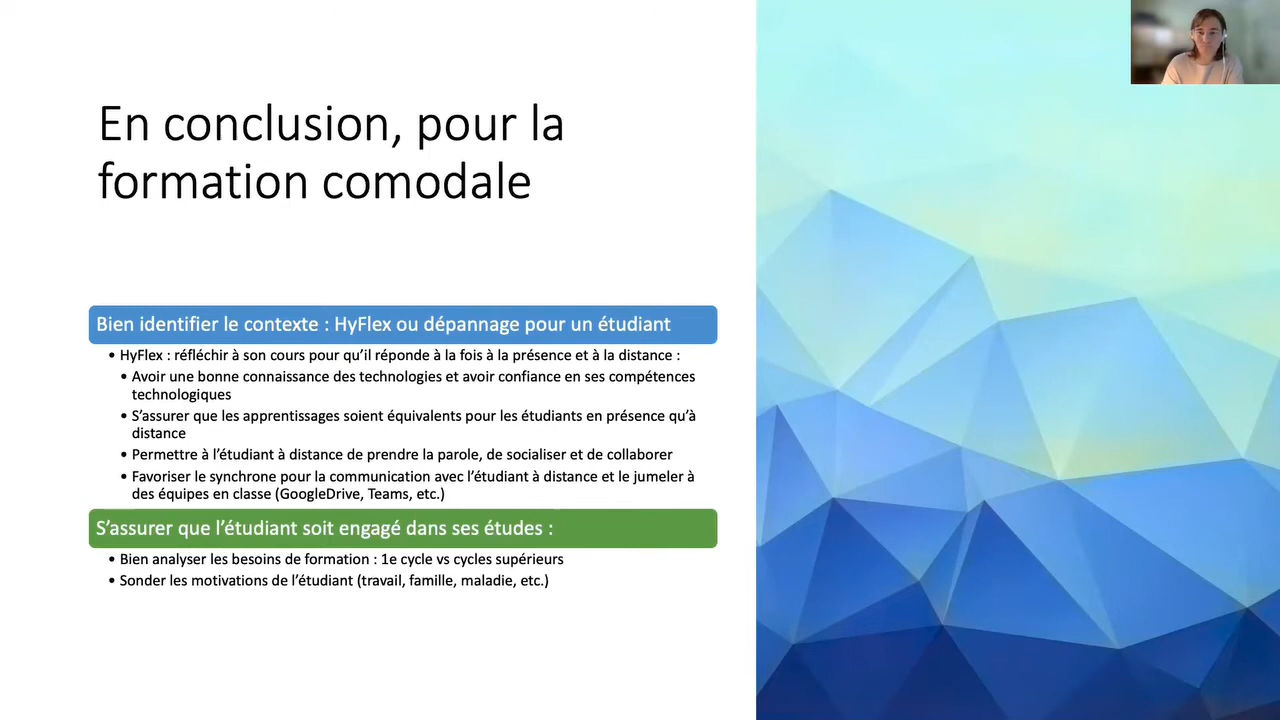 En conclusion, pour la
formation comodale
Bien identifier le contexte : HyFlex ou dépannage pour un étudiant
• HyFlex : réfléchir à son cours pour qu'il réponde à la fois à la présence et à la distance :
• Avoir une bonne connaissance des technologies et avoir confiance en ses compétences
technologiques
• S'assurer que les apprentissages soient équivalents pour les étudiants en présence qu'à
distance
• Permettre à l'étudiant à distance de prendre la parole, de socialiser et de collaborer
• Favoriser le synchrone pour la communication avec l'étudiant à distance et le jumeler à
des équipes en classe (GoogleDrive, Teams, etc.)
S'assurer que l'étudiant soit engagé dans ses études :
• Bien analyser les besoins de formation : 1e cycle vs cycles supérieurs
• Sonder les motivations de l'étudiant (travail, famille, maladie, etc.)